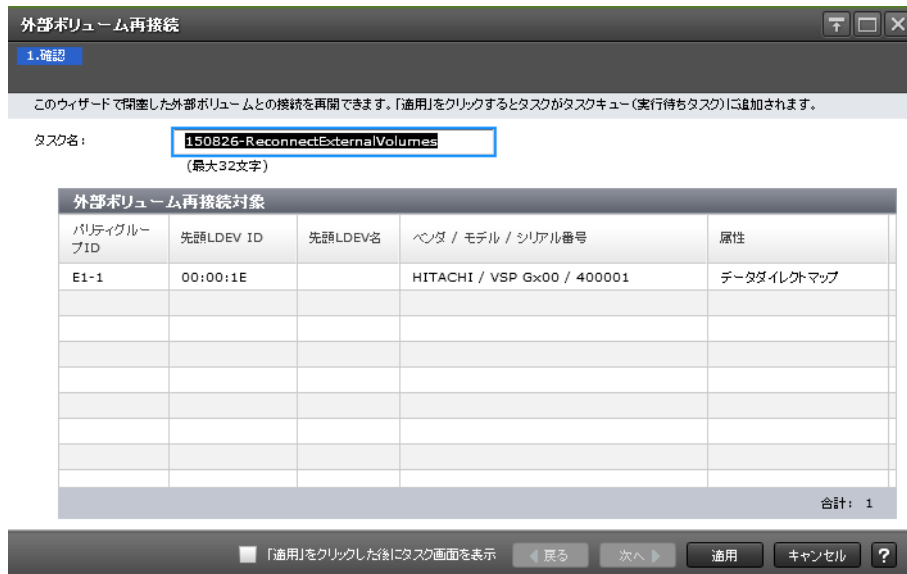 外部ボリューム再接続
1.確認
このウィザードで閉塞した外部ボリュームとの接続を再開できます。「適用」をクリックするとタスクがタスクキュー(実行待ちタスク)に追加されます。
タスク名:
150826-ReconnectExternalVolumes
(最大32文字)
外部ボリューム再接続対象
パリティグルー
プID
先頭LDEV ID
先頭LDEV名
ベンダ / モデル / シリアル番号
属性
E1-1
00:00:1E
HITACHI / VSP Gx00 / 400001
データダイレクトマップ
合計: 1
「適用」をクリックした後にタスク画面を表示
戻る
次へ
適用
キャンセル
?